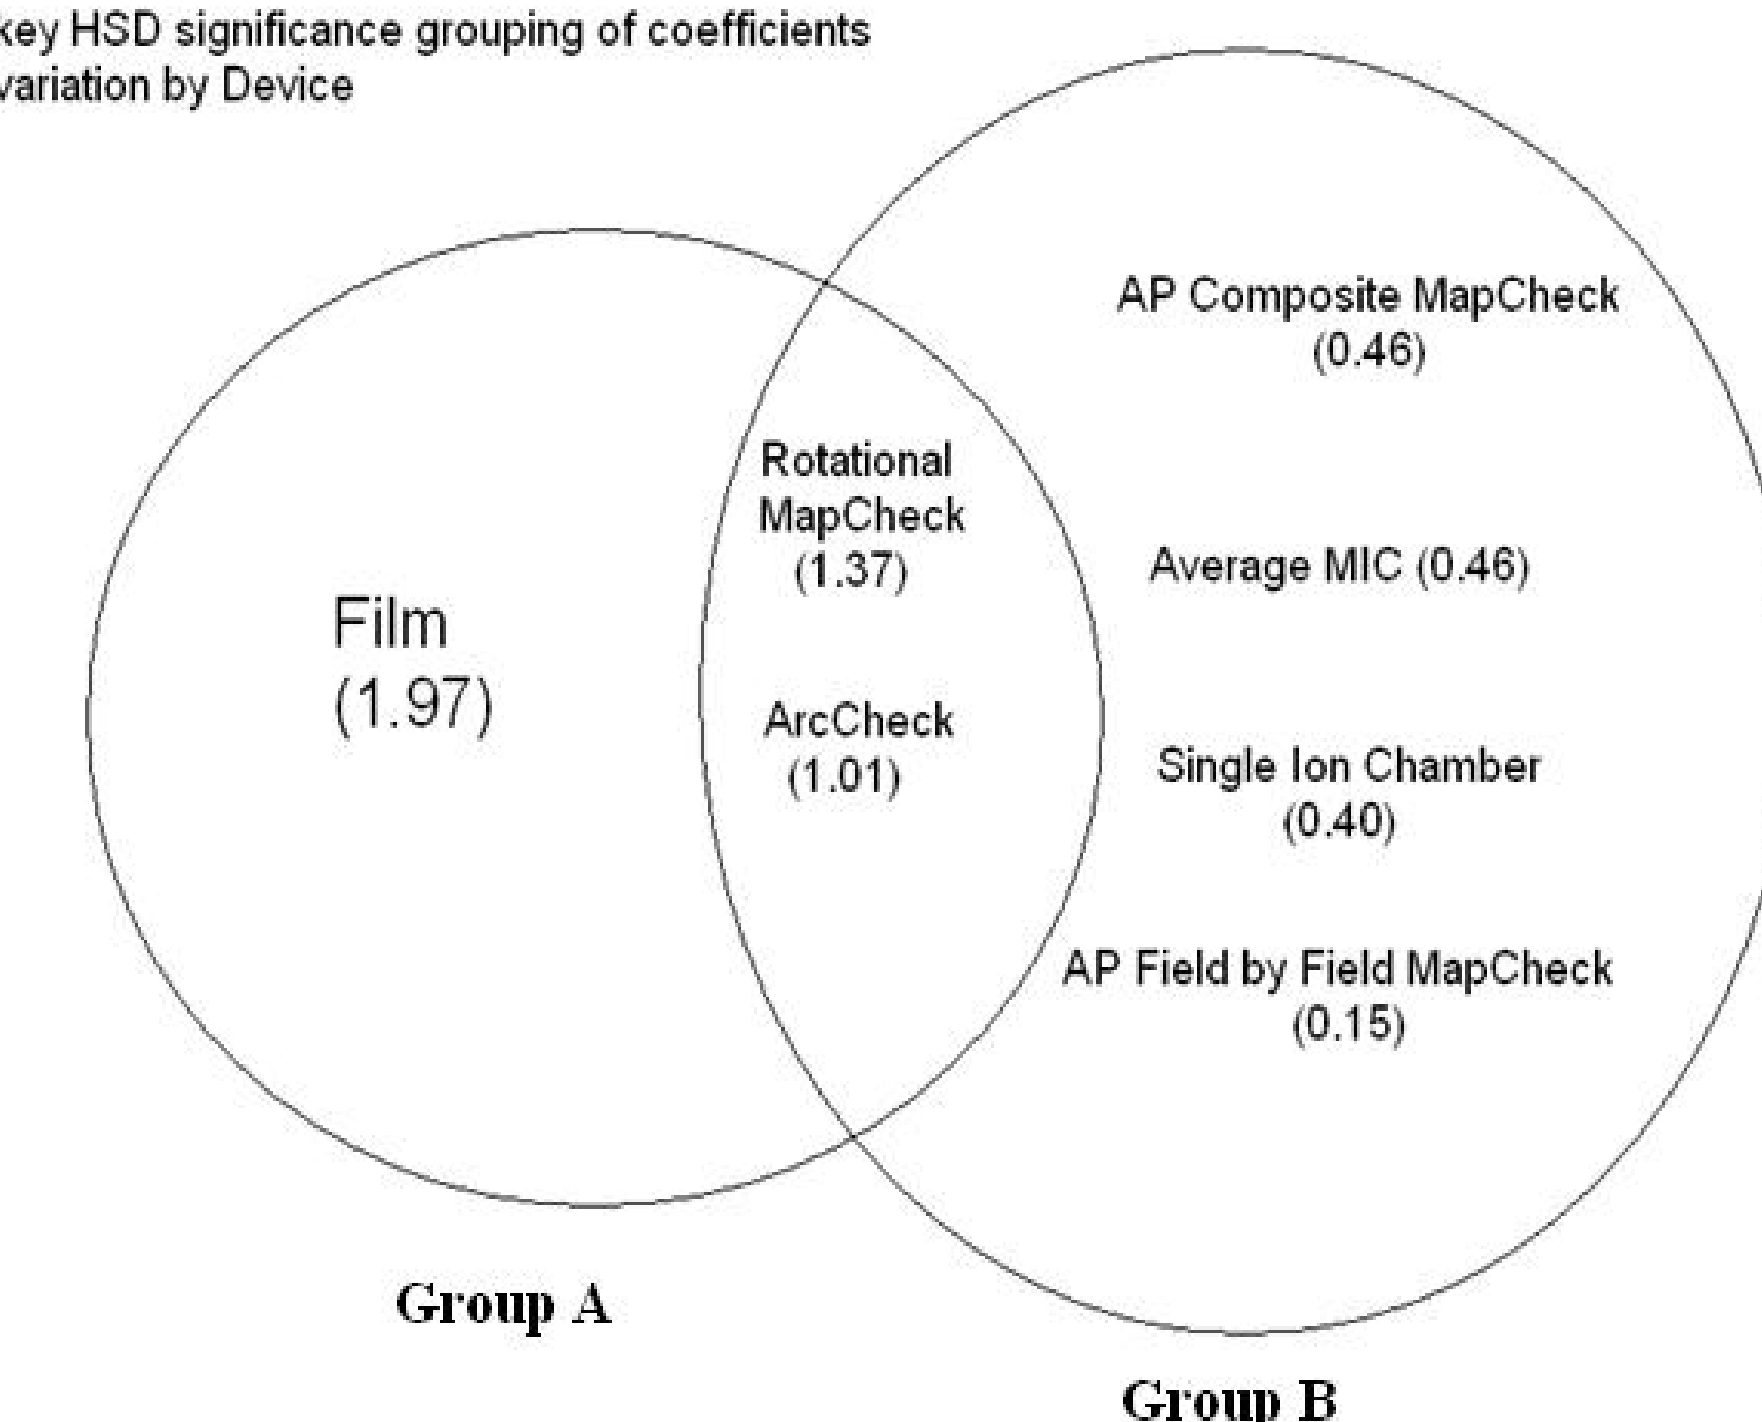 key HSD significance grouping of coefficients
variation by Device
AP Composite MapCheck
(0.46)
Rotational
MapCheck
(1.37)
Average MIC (0.46)
Film
(1.97)
ArcCheck
(1.01)
Single Ion Chamber
(0.40)
AP Field by Field MapCheck
(0.15)
Group A
Group B